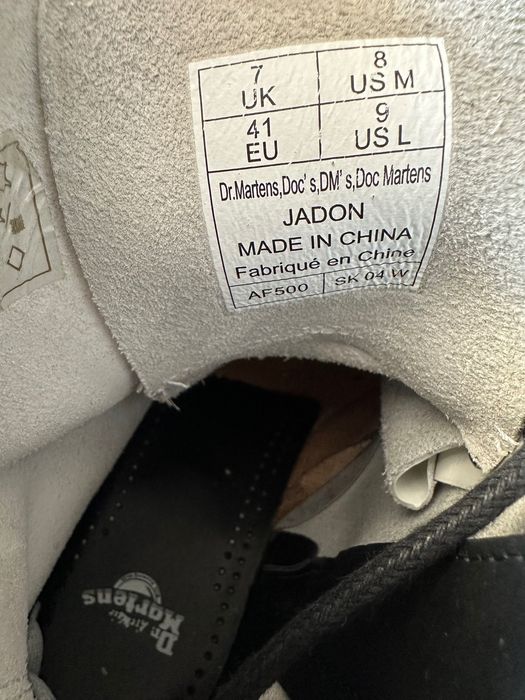 7 8
UK US M
41 9
EU US L
Dr.Martens,Doc' s,DM' s,Doc Martens
JADON
MADE IN CHINA
Fabriqué en Chine
AF500 SK 04 W
Dr. Martens